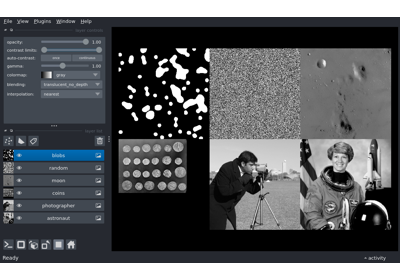 File View Plugins Window Help
opacity: 1.00
contrast limits:
auto-contrast: once continuous
gamma: 1.00
colormap: gray
blending: translucent_no_depth
interpolation: nearest
blobs
random
moon
coins
photographer
astronaut
Ready
activity